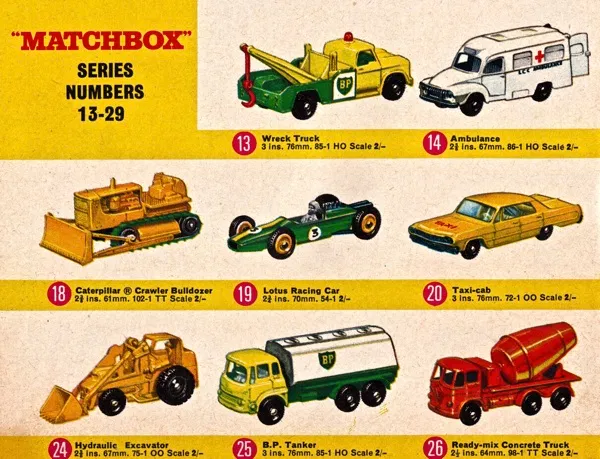 "MATCHBOX"
SERIES
NUMBERS
13-29
BP
L.C.C. AMBULANCE
13 Wreck Truck
3 ins. 76mm. 85-1 HO Scale 2/-
14 Ambulance
2⅝ ins. 67mm. 86-1 HO Scale 2/-
3
TAXI
18 Caterpillar ® Crawler Bulldozer
2⅜ ins. 61mm. 102-1 TT Scale 2/-
19 Lotus Racing Car
2¾ ins. 70mm. 54-1 2/-
20 Taxi-cab
3 ins. 76mm. 72-1 OO Scale 2/-
BP
24 Hydraulic Excavator
2⅝ ins. 67mm. 75-1 OO Scale 2/-
25 B.P. Tanker
3 ins. 76mm. 85-1 HO Scale 2/-
26 Ready-mix Concrete Truck
2½ ins. 64mm. 98-1 TT Scale 2/-